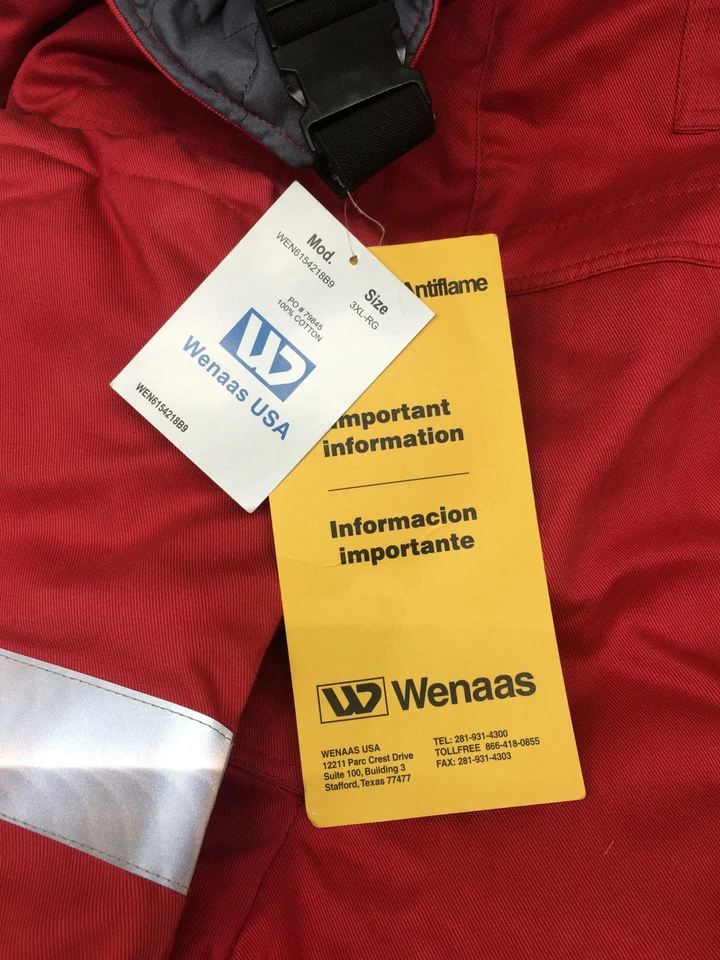 Mod.
WEN6154218B9
Size
3XL-RG
PO # 79845
100% COTTON
Wenaas USA
WEN6154218B9
Antiflame
Important
information
Informacion
importante
Wenaas
WENAAS USA
12211 Parc Crest Drive
Suite 100, Building 3
Stafford, Texas 77477
TEL: 281-931-4300
TOLLFREE 866-418-0855
FAX: 281-931-4303